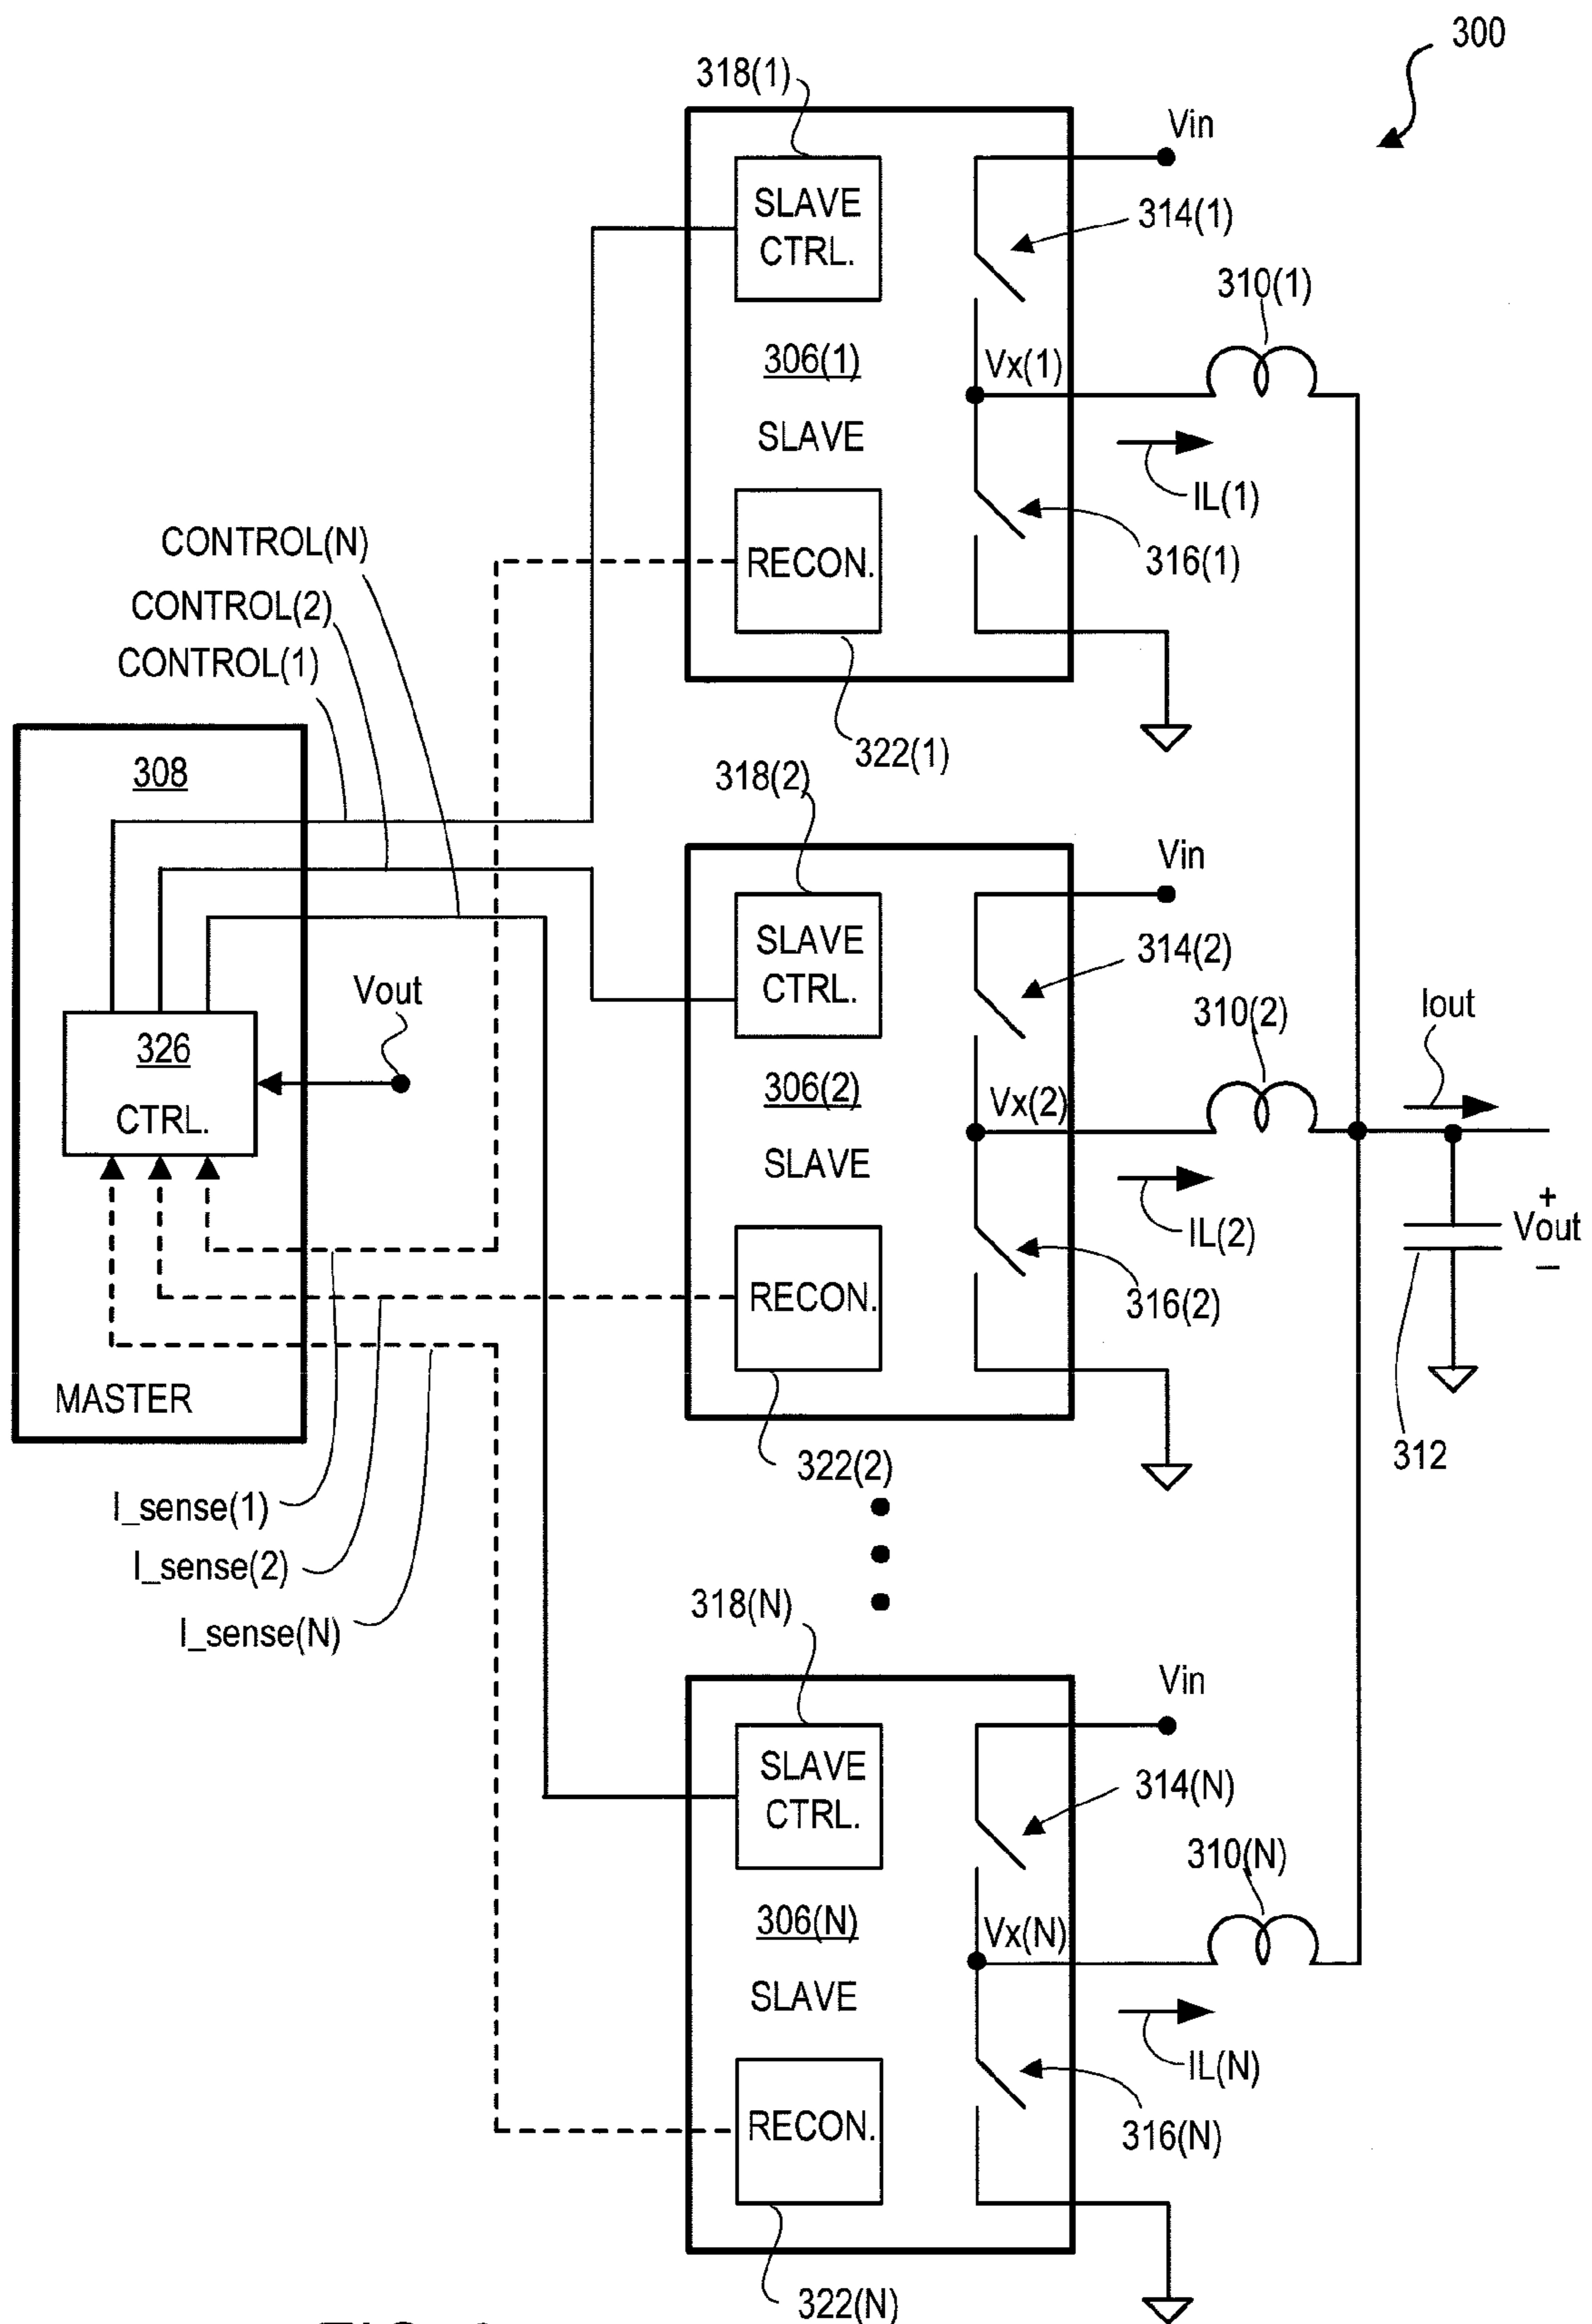 300
318(1)
Vin
SLAVE
CTRL.
314(1)
310(1)
306(1)
Vx(1)
SLAVE
IL(1)
CONTROL(N)
RECON.
316(1)
CONTROL(2)
CONTROL(1)
322(1)
308
318(2)
Vin
SLAVE
CTRL.
314(2)
Vout
310(2)
Iout
326
CTRL.
306(2)
Vx(2)
SLAVE
IL(2)
+
Vout
–
RECON.
316(2)
MASTER
312
322(2)
I_sense(1)
I_sense(2)
I_sense(N)
318(N)
Vin
SLAVE
CTRL.
314(N)
310(N)
306(N)
Vx(N)
SLAVE
IL(N)
RECON.
316(N)
322(N)